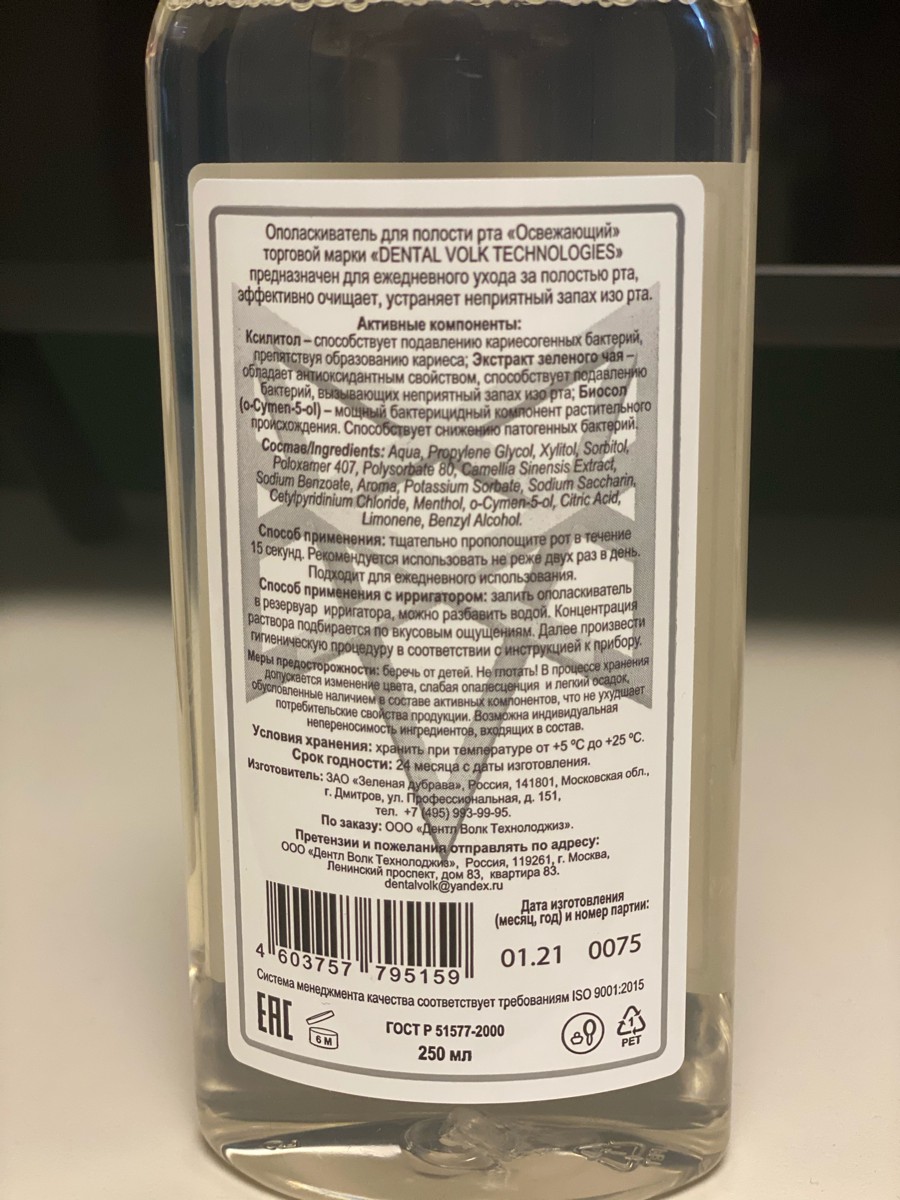 Ополаскиватель для полости рта «Освежающий»
торговой марки «DENTAL VOLK TECHNOLOGIES»
предназначен для ежедневного ухода за полостью рта,
эффективно очищает, устраняет неприятный запах изо рта.
Активные компоненты:
Ксилитол – способствует подавлению кариесогенных бактерий,
препятствуя образованию кариеса; Экстракт зеленого чая –
обладает антиоксидантным свойством, способствует подавлению
бактерий, вызывающих неприятный запах изо рта; Биосол
(o-Cymen-5-ol) – мощный бактерицидный компонент растительного
происхождения. Способствует снижению патогенных бактерий.
Состав/Ingredients: Aqua, Propylene Glycol, Xylitol, Sorbitol,
Poloxamer 407, Polysorbate 80, Camellia Sinensis Extract,
Sodium Benzoate, Aroma, Potassium Sorbate, Sodium Saccharin,
Cetylpyridinium Chloride, Menthol, o-Cymen-5-ol, Citric Acid,
Limonene, Benzyl Alcohol.
Способ применения: тщательно прополощите рот в течение
15 секунд. Рекомендуется использовать не реже двух раз в день.
Подходит для ежедневного использования.
Способ применения с ирригатором: залить ополаскиватель
в резервуар ирригатора, можно разбавить водой. Концентрация
раствора подбирается по вкусовым ощущениям. Далее произвести
гигиеническую процедуру в соответствии с инструкцией к прибору.
Меры предосторожности: беречь от детей. Не глотать! В процессе хранения
допускается изменение цвета, слабая опалесценция и легкий осадок,
обусловленные наличием в составе активных компонентов, что не ухудшает
потребительские свойства продукции. Возможна индивидуальная
непереносимость ингредиентов, входящих в состав.
Условия хранения: хранить при температуре от +5 ºС до +25 ºС.
Срок годности: 24 месяца с даты изготовления.
Изготовитель: ЗАО «Зеленая дубрава», Россия, 141801, Московская обл.,
г. Дмитров, ул. Профессиональная, д. 151,
тел. +7 (495) 993-99-95.
По заказу: ООО «Дентл Волк Технолоджиз».
Претензии и пожелания отправлять по адресу:
ООО «Дентл Волк Технолоджиз», Россия, 119261, г. Москва,
Ленинский проспект, дом 83, квартира 83.
dentalvolk@yandex.ru
Дата изготовления
(месяц, год) и номер партии:
01.21 0075
4 603757 795159
Система менеджмента качества соответствует требованиям ISO 9001:2015
EAC
6 M
ГОСТ Р 51577-2000
250 мл
1
PET